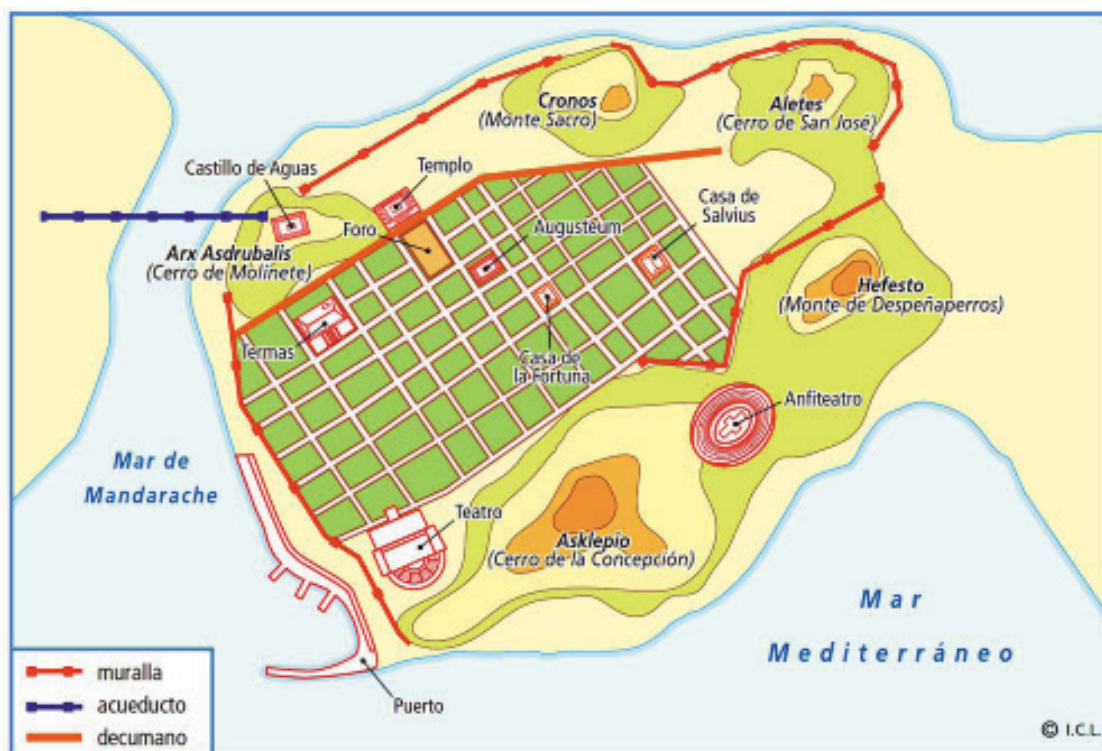 Cronos
(Monte Sacro)
Aletes
(Cerro de San José)
Castillo de Aguas
Templo
Casa de
Salvius
Foro
Augusteum
Arx Asdrubalis
(Cerro de Molinete)
Hefesto
(Monte de Despeñaperros)
Termas
Casa de
la Fortuna
Anfiteatro
Mar de
Mandarache
Teatro
Asklepio
(Cerro de la Concepción)
Mar
Mediterráneo
muralla
acueducto
decumano
Puerto
© I.C.L.